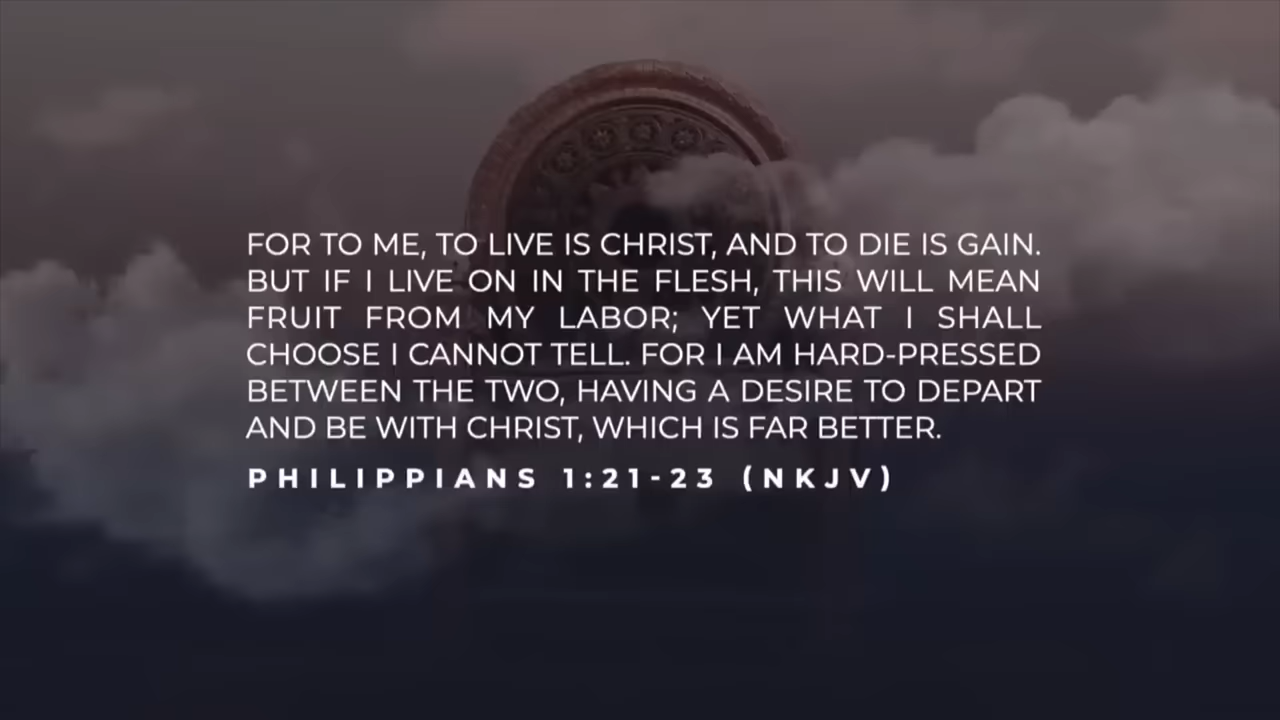 FOR TO ME, TO LIVE IS CHRIST, AND TO DIE IS GAIN.
BUT IF I LIVE ON IN THE FLESH, THIS WILL MEAN
FRUIT FROM MY LABOR; YET WHAT I SHALL
CHOOSE I CANNOT TELL. FOR I AM HARD-PRESSED
BETWEEN THE TWO, HAVING A DESIRE TO DEPART
AND BE WITH CHRIST, WHICH IS FAR BETTER.
PHILIPPIANS 1:21-23 (NKJV)